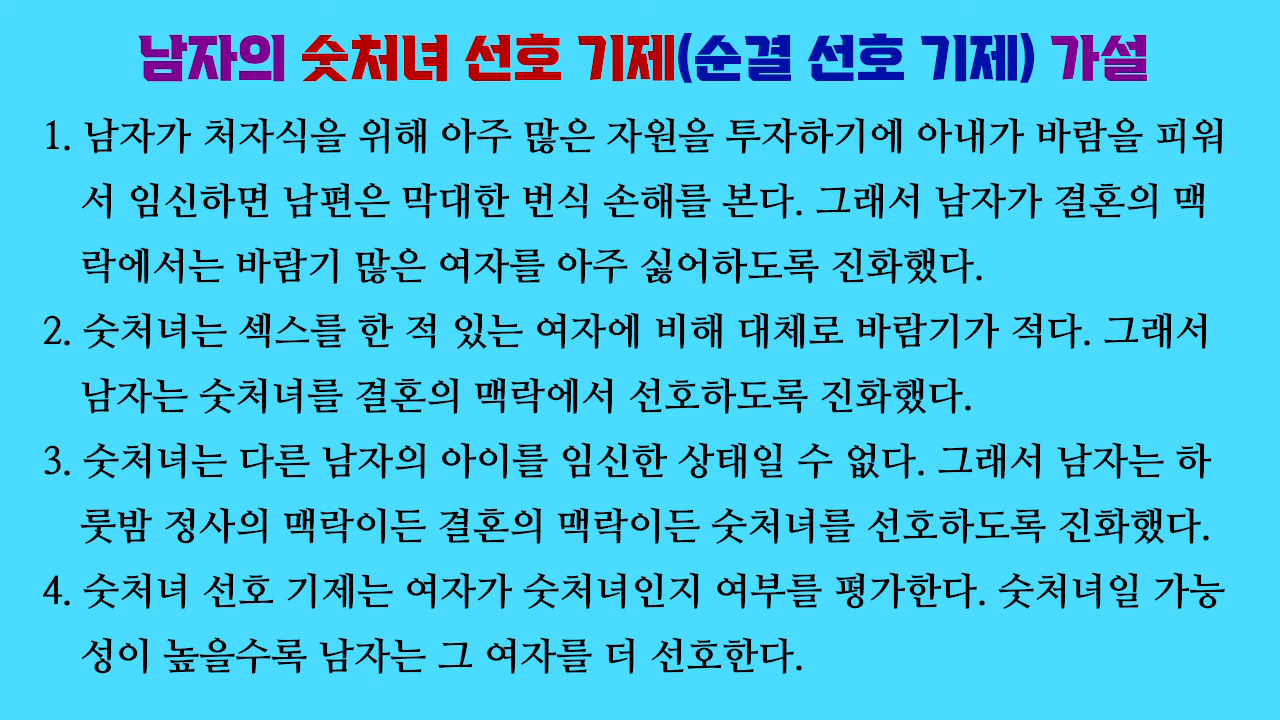 남자의 숫처녀 선호 기제(순결 선호 기제) 가설
1. 남자가 처자식을 위해 아주 많은 자원을 투자하기에 아내가 바람을 피워
서 임신하면 남편은 막대한 번식 손해를 본다. 그래서 남자가 결혼의 맥
락에서는 바람기 많은 여자를 아주 싫어하도록 진화했다.
2. 숫처녀는 섹스를 한 적 있는 여자에 비해 대체로 바람기가 적다. 그래서
남자는 숫처녀를 결혼의 맥락에서 선호하도록 진화했다.
3. 숫처녀는 다른 남자의 아이를 임신한 상태일 수 없다. 그래서 남자는 하
룻밤 정사의 맥락이든 결혼의 맥락이든 숫처녀를 선호하도록 진화했다.
4. 숫처녀 선호 기제는 여자가 숫처녀인지 여부를 평가한다. 숫처녀일 가능
성이 높을수록 남자는 그 여자를 더 선호한다.